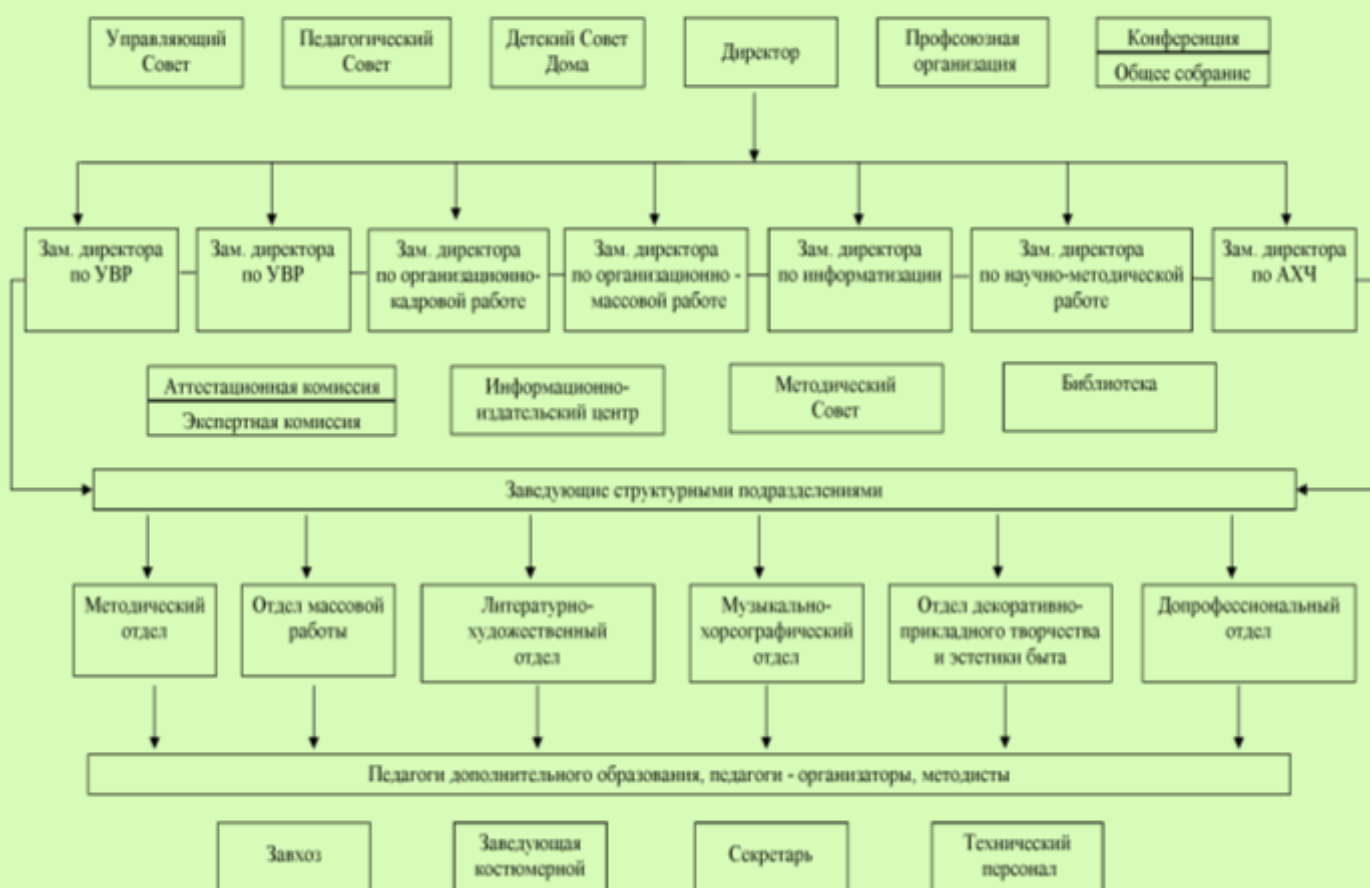 Управляющий
Совет
Педагогический
Совет
Детский Совет
Дома
Директор
Профсоюзная
организация
Конференция
Общее собрание
Зам. директора
по УВР
Зам. директора
по УВР
Зам. директора
по организационно-
кадровой работе
Зам. директора
по организационно -
массовой работе
Зам. директора
по информатизации
Зам. директора
по научно-методической
работе
Зам. директора
по АХЧ
Аттестационная комиссия
Экспертная комиссия
Информационно-
издательский центр
Методический
Совет
Библиотека
Заведующие структурными подразделениями
Методический
отдел
Отдел массовой
работы
Литературно-
художественный
отдел
Музыкально-
хореографический
отдел
Отдел декоративно-
прикладного творчества
и эстетики быта
Допрофессиональный
отдел
Педагоги дополнительного образования, педагоги - организаторы, методисты
Завхоз
Заведующая
костюмерной
Секретарь
Технический
персонал